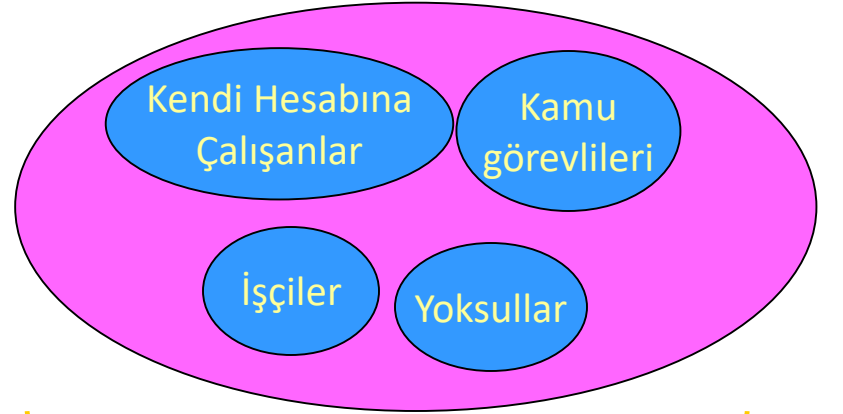 Kendi Hesabına
Çalışanlar
Kamu
görevlileri
İşçiler
Yoksullar